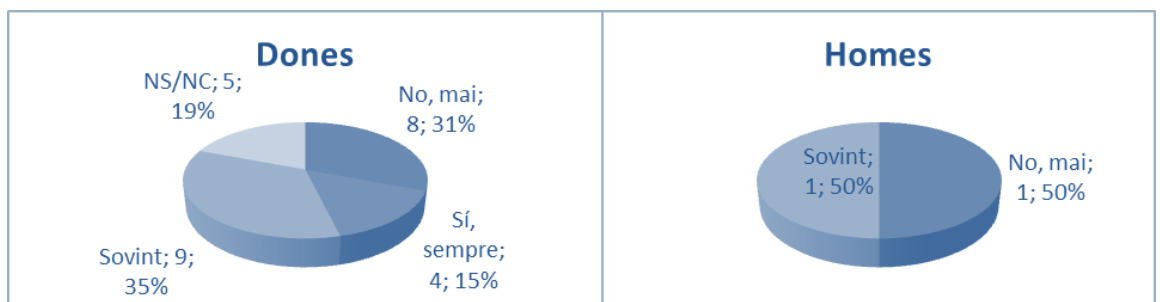 Dones
NS/NC; 5;
19%
No, mai;
8; 31%
Sí,
sempre;
4; 15%
Sovint; 9;
35%
Homes
Sovint;
1; 50%
No, mai;
1; 50%